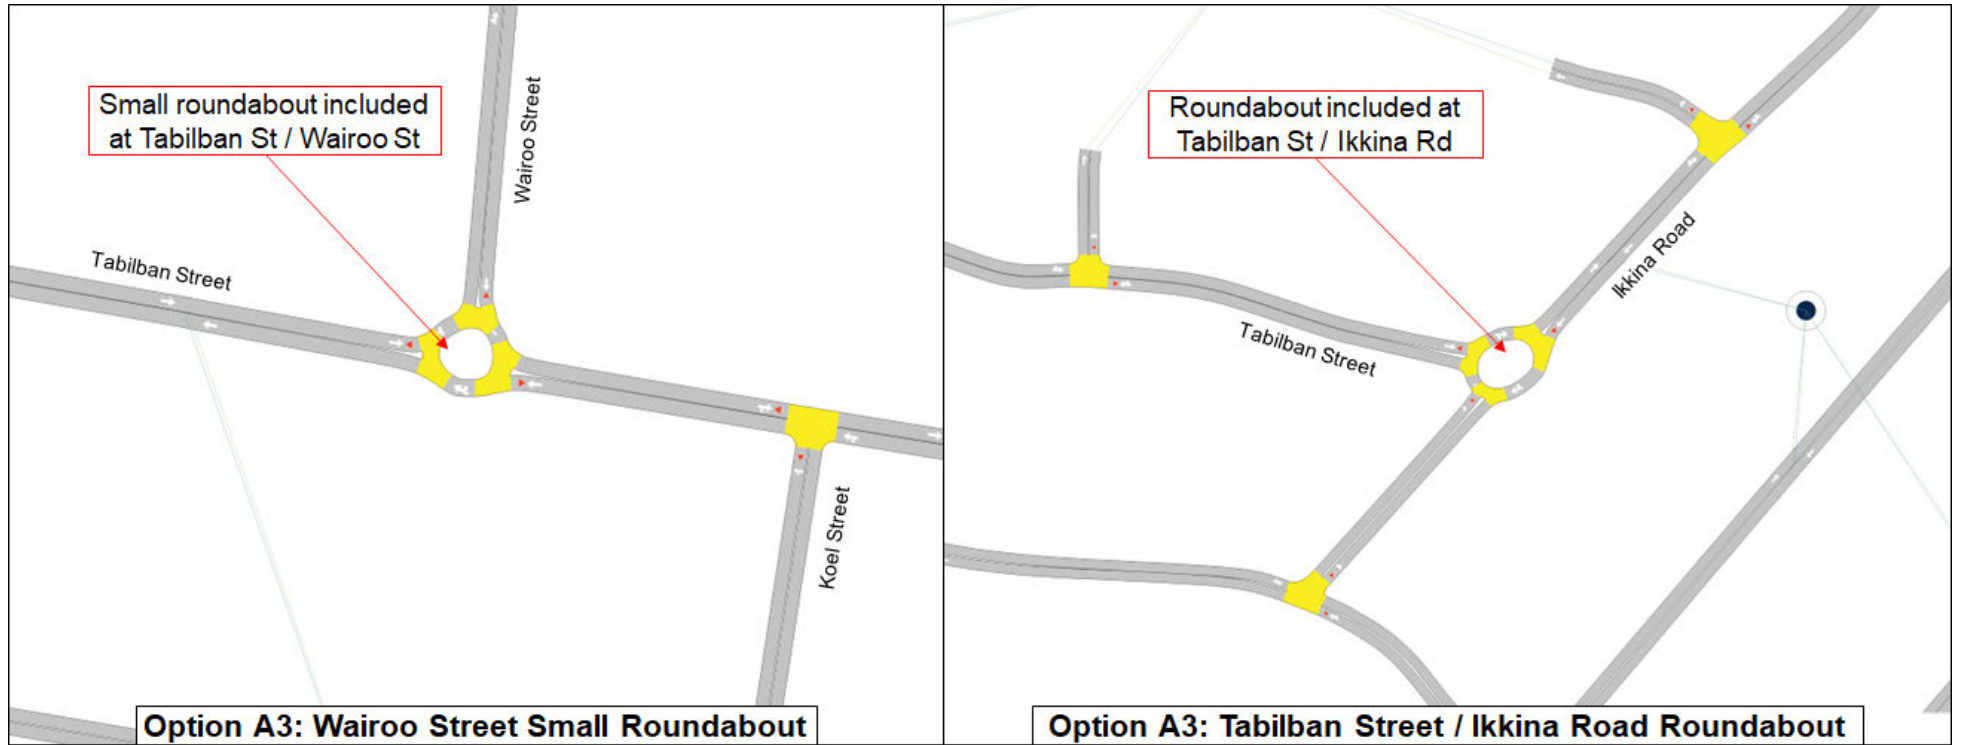 Small roundabout included
at Tabilban St / Wairoo St
Wairoo Street
Tabilban Street
Koel Street
Option A3: Wairoo Street Small Roundabout
Roundabout included at
Tabilban St / Ikkina Rd
Ikkina Road
Tabilban Street
Option A3: Tabilban Street / Ikkina Road Roundabout